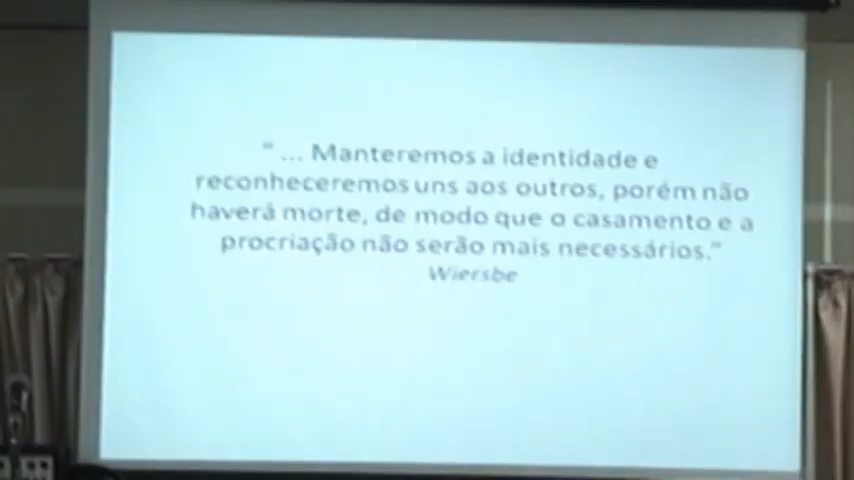 “ ... Manteremos a identidade e
reconheceremos uns aos outros, porém não
haverá morte, de modo que o casamento e a
procriação não serão mais necessários.”
Wiersbe